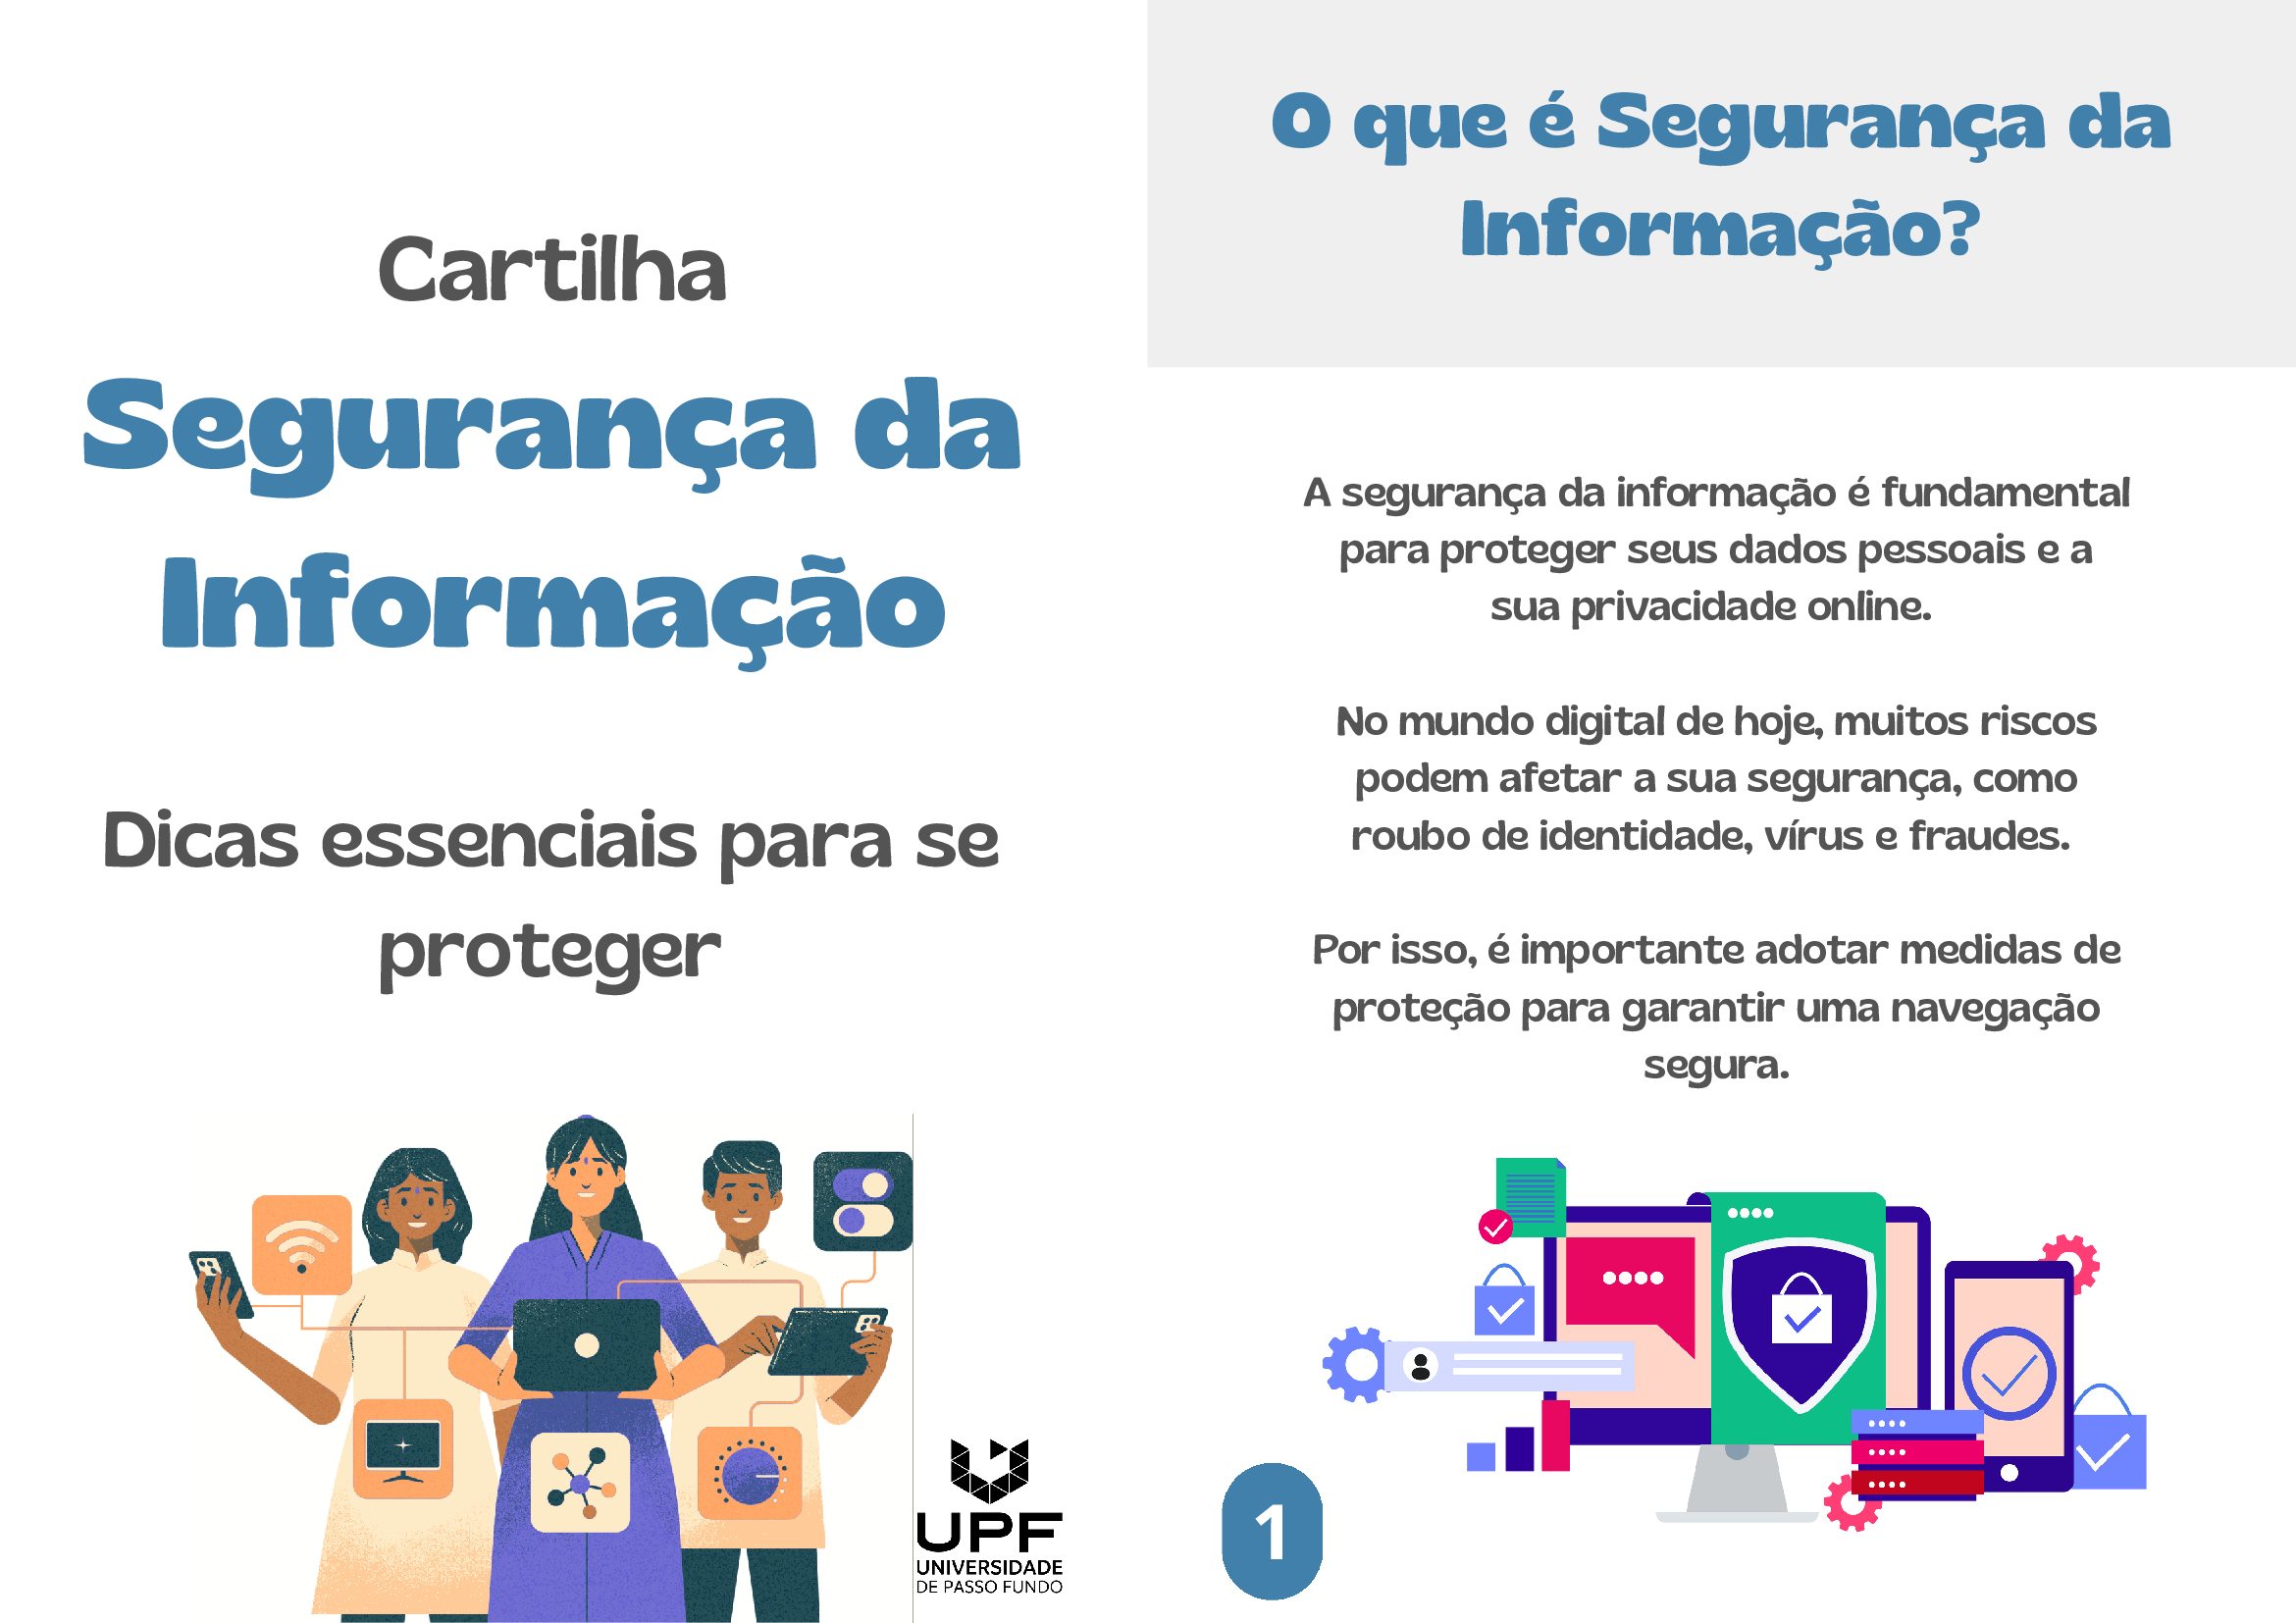 Cartilha
Segurança da
Informação
Dicas essenciais para se
proteger
UPF
UNIVERSIDADE
DE PASSO FUNDO
O que é Segurança da
Informação?
A segurança da informação é fundamental
para proteger seus dados pessoais e a
sua privacidade online.
No mundo digital de hoje, muitos riscos
podem afetar a sua segurança, como
roubo de identidade, vírus e fraudes.
Por isso, é importante adotar medidas de
proteção para garantir uma navegação
segura.
1